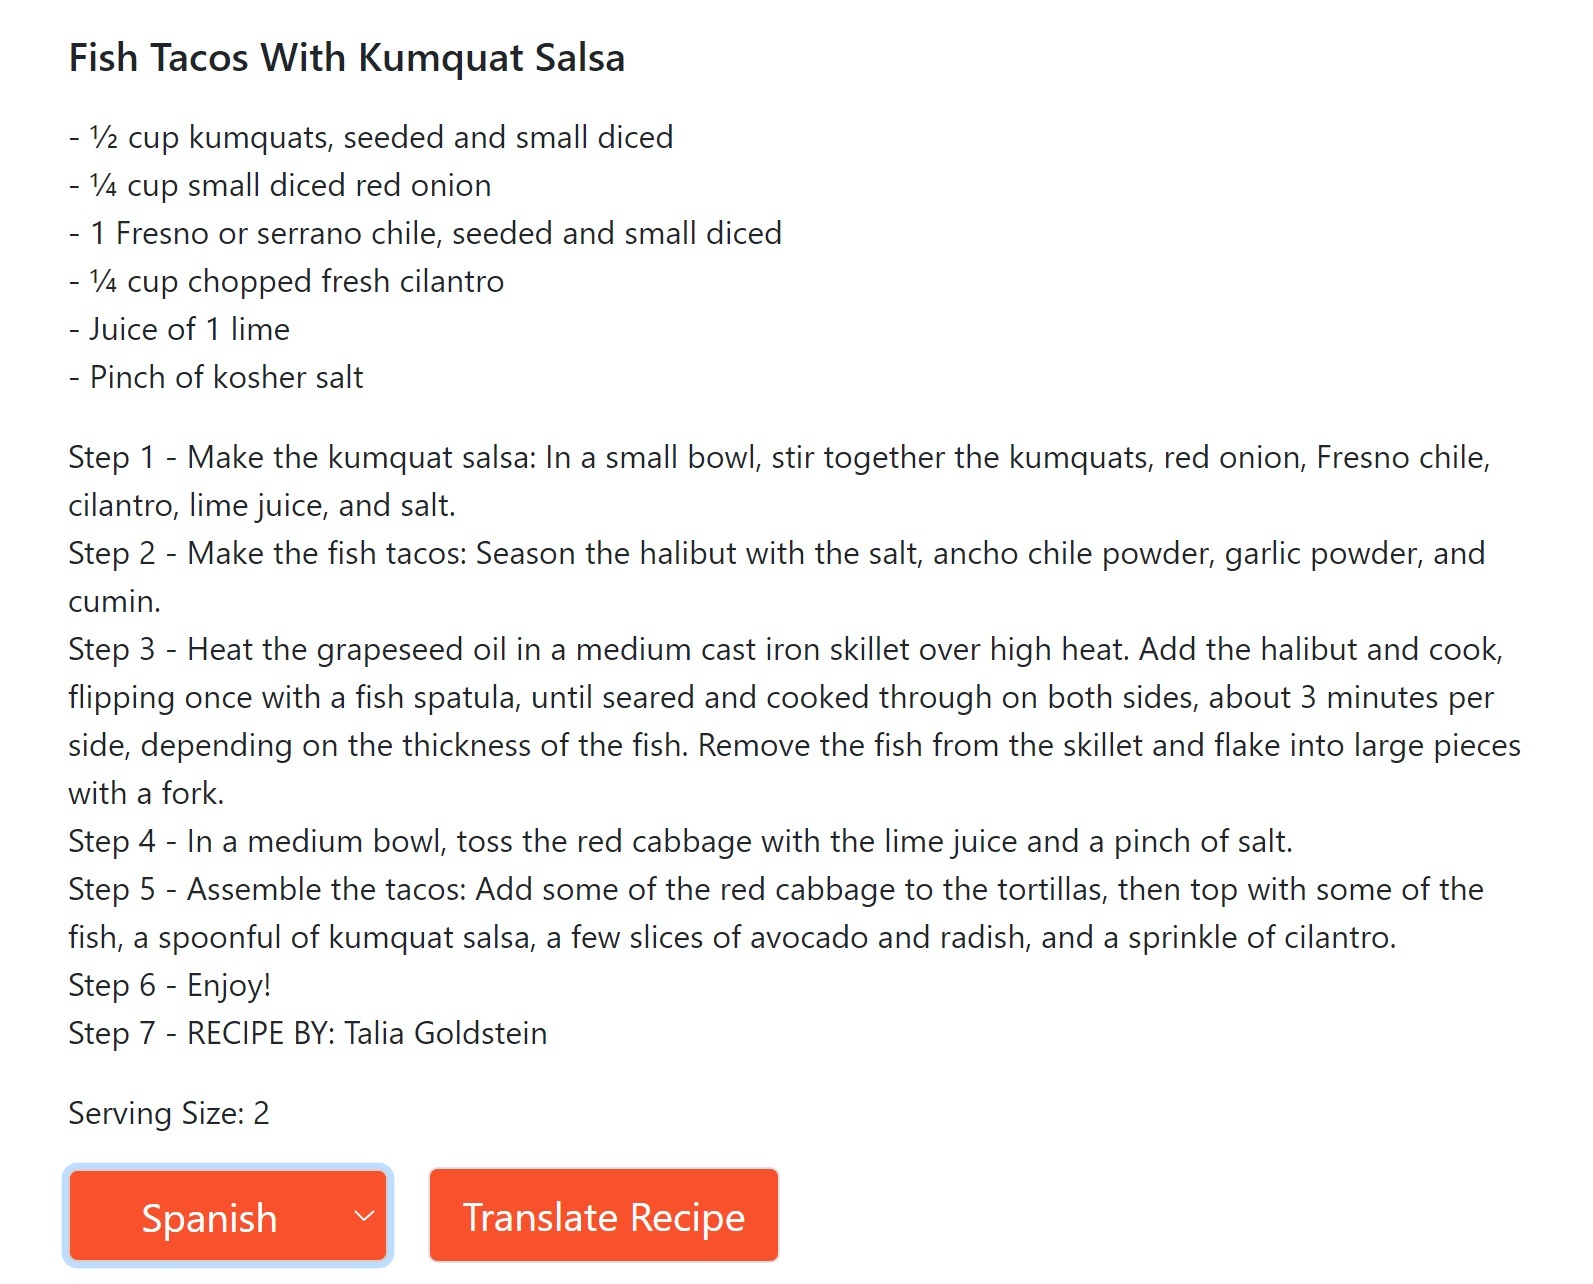 Fish Tacos With Kumquat Salsa
- ½ cup kumquats, seeded and small diced
- ¼ cup small diced red onion
- 1 Fresno or serrano chile, seeded and small diced
- ¼ cup chopped fresh cilantro
- Juice of 1 lime
- Pinch of kosher salt
Step 1 - Make the kumquat salsa: In a small bowl, stir together the kumquats, red onion, Fresno chile,
cilantro, lime juice, and salt.
Step 2 - Make the fish tacos: Season the halibut with the salt, ancho chile powder, garlic powder, and
cumin.
Step 3 - Heat the grapeseed oil in a medium cast iron skillet over high heat. Add the halibut and cook,
flipping once with a fish spatula, until seared and cooked through on both sides, about 3 minutes per
side, depending on the thickness of the fish. Remove the fish from the skillet and flake into large pieces
with a fork.
Step 4 - In a medium bowl, toss the red cabbage with the lime juice and a pinch of salt.
Step 5 - Assemble the tacos: Add some of the red cabbage to the tortillas, then top with some of the
fish, a spoonful of kumquat salsa, a few slices of avocado and radish, and a sprinkle of cilantro.
Step 6 - Enjoy!
Step 7 - RECIPE BY: Talia Goldstein
Serving Size: 2
Spanish
Translate Recipe